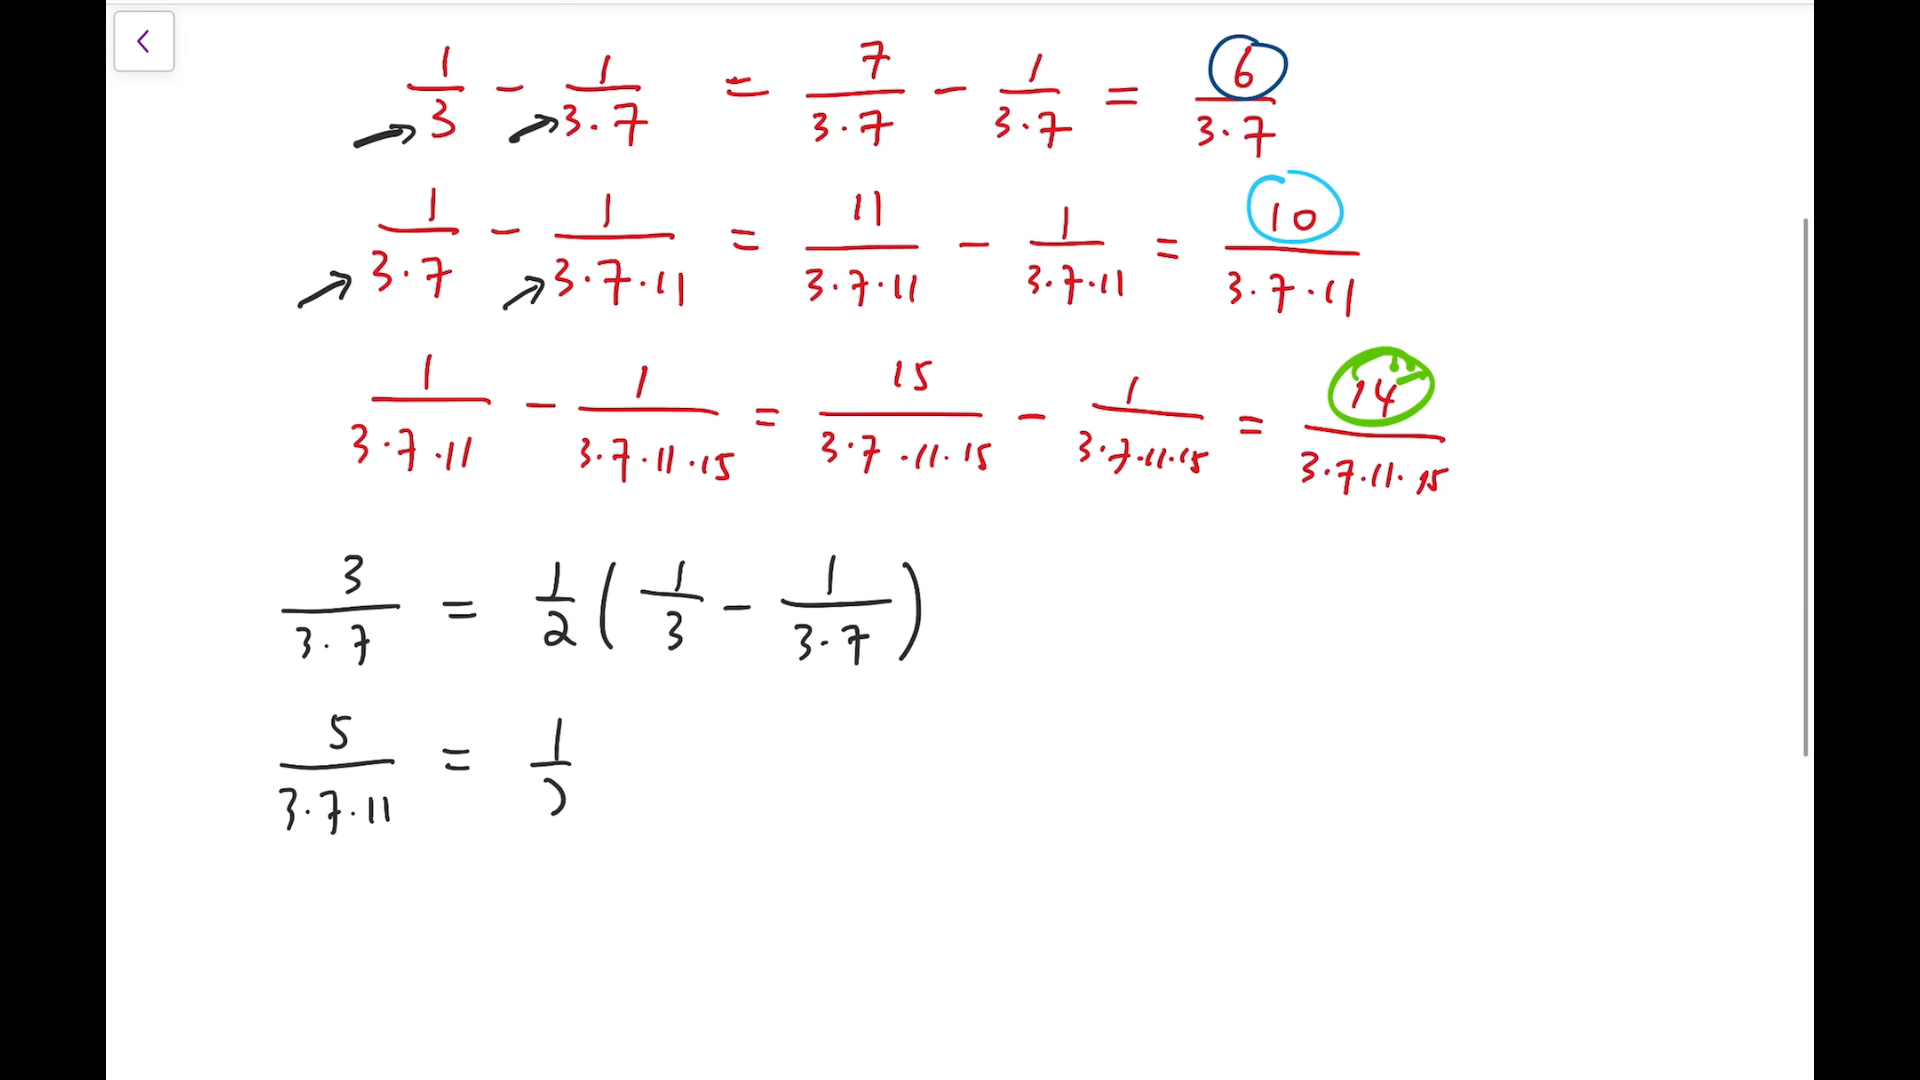 1/3 - 1/(3·7) = 7/(3·7) - 1/(3·7) = 6/(3·7)
1/(3·7) - 1/(3·7·11) = 11/(3·7·11) - 1/(3·7·11) = 10/(3·7·11)
1/(3·7·11) - 1/(3·7·11·15) = 15/(3·7·11·15) - 1/(3·7·11·15) = 14/(3·7·11·15)
3/(3·7) = 1/2 (1/3 - 1/(3·7))
5/(3·7·11) = 1/